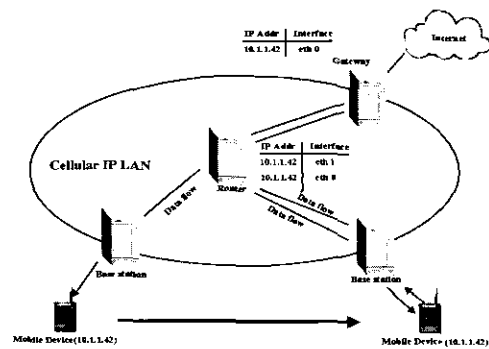 IP Addr Interface
10.1.1.42 eth 0
Internet
Gateway
IP Addr Interface
10.1.1.42 eth 1
10.1.1.42 eth 0
Cellular IP LAN
Router
Data flow
Data flow
Data flow
Base station
Base station
Mobile Device(10.1.1.42)
Mobile Device (10.1.1.42)